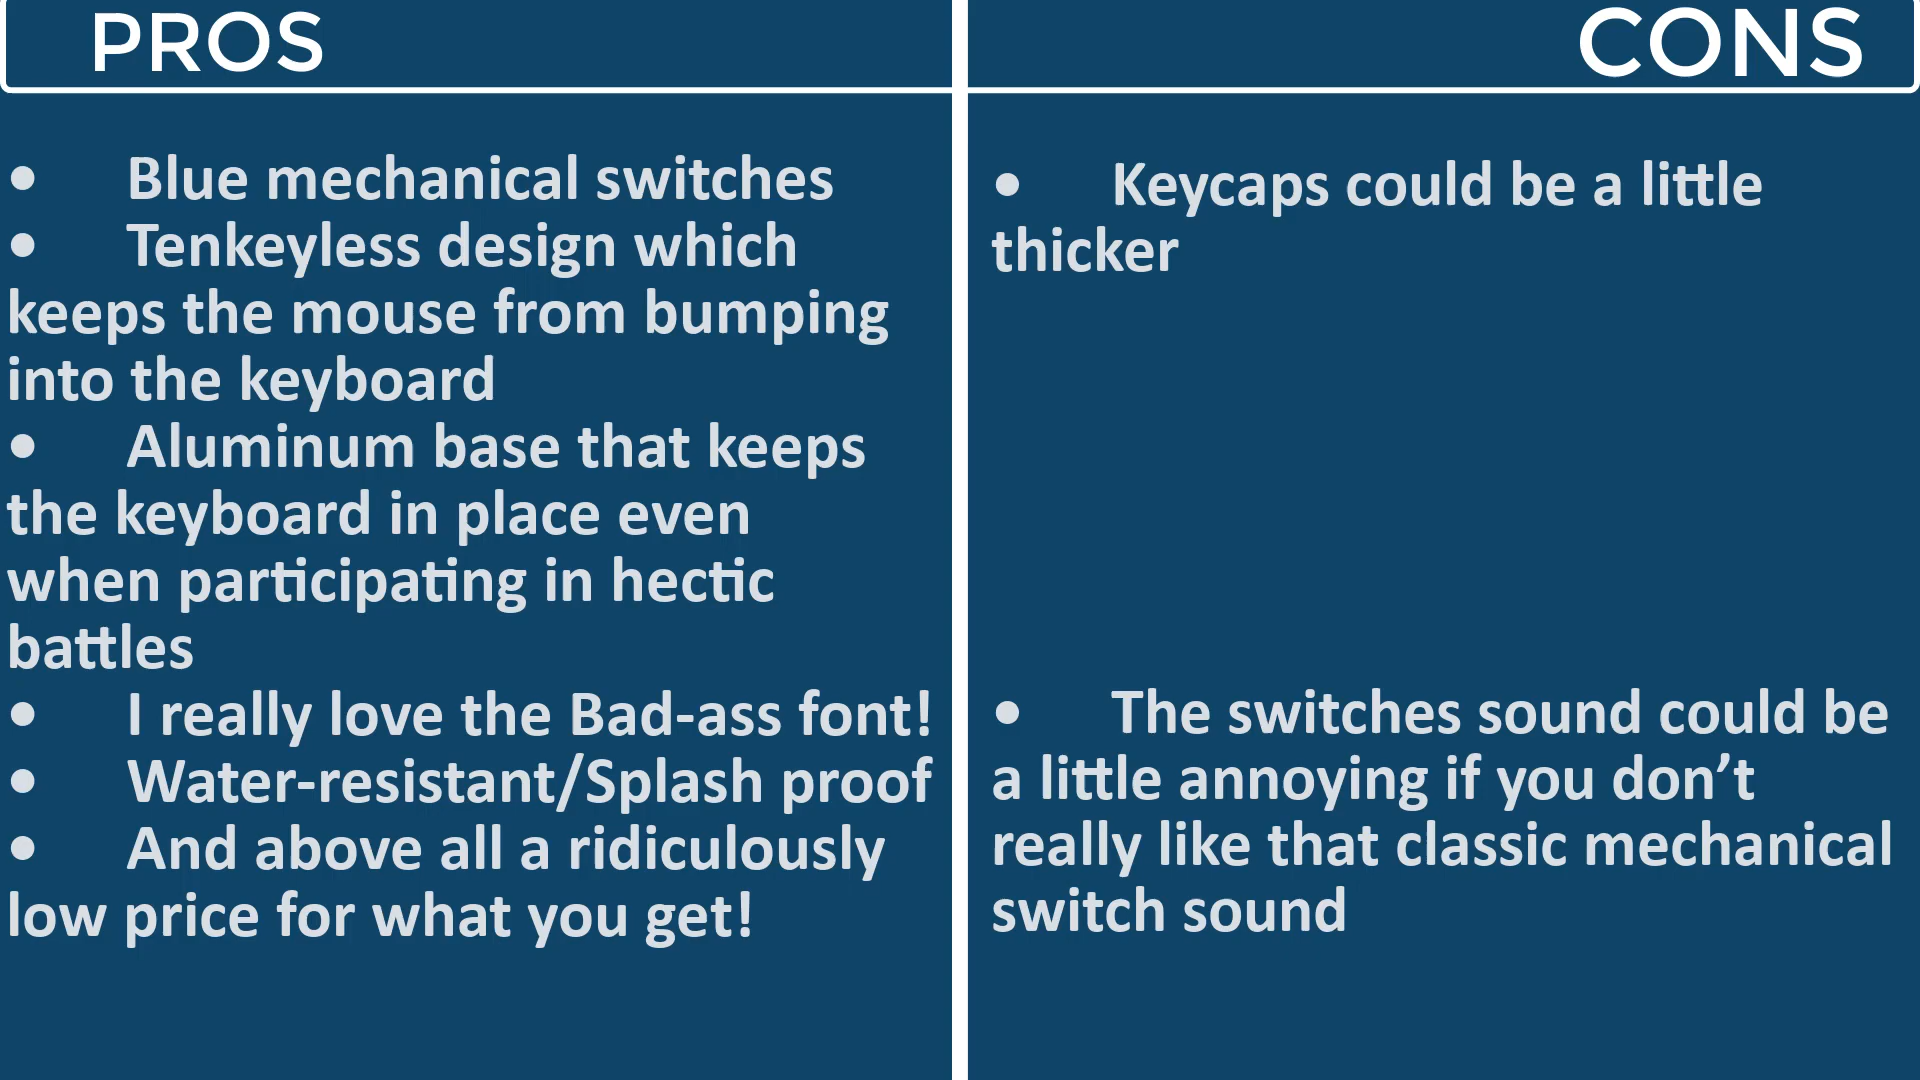 PROS
• Blue mechanical switches
• Tenkeyless design which
keeps the mouse from bumping
into the keyboard
• Aluminum base that keeps
the keyboard in place even
when participating in hectic
battles
• I really love the Bad-ass font!
• Water-resistant/Splash proof
• And above all a ridiculously
low price for what you get!
CONS
• Keycaps could be a little
thicker
• The switches sound could be
a little annoying if you don’t
really like that classic mechanical
switch sound